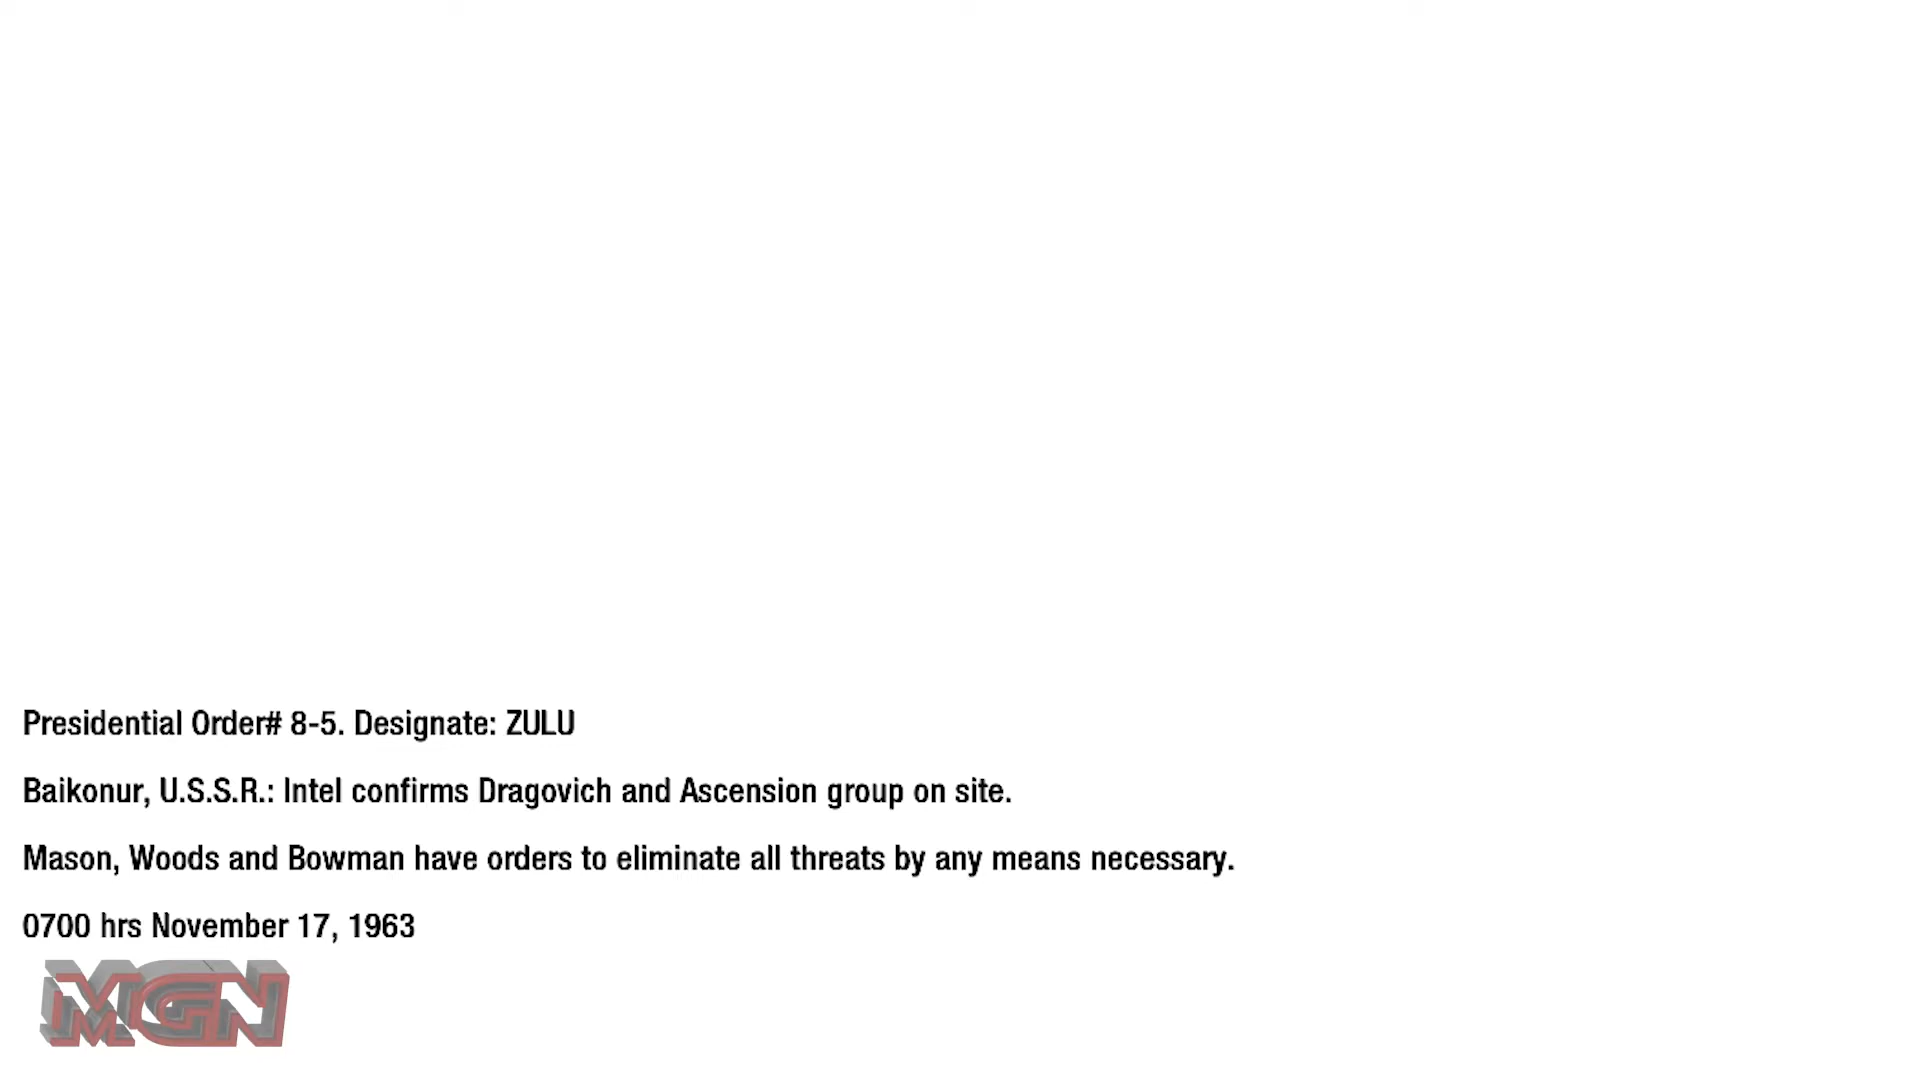 Presidential Order# 8-5. Designate: ZULU
Baikonur, U.S.S.R.: Intel confirms Dragovich and Ascension group on site.
Mason, Woods and Bowman have orders to eliminate all threats by any means necessary.
0700 hrs November 17, 1963
MGN